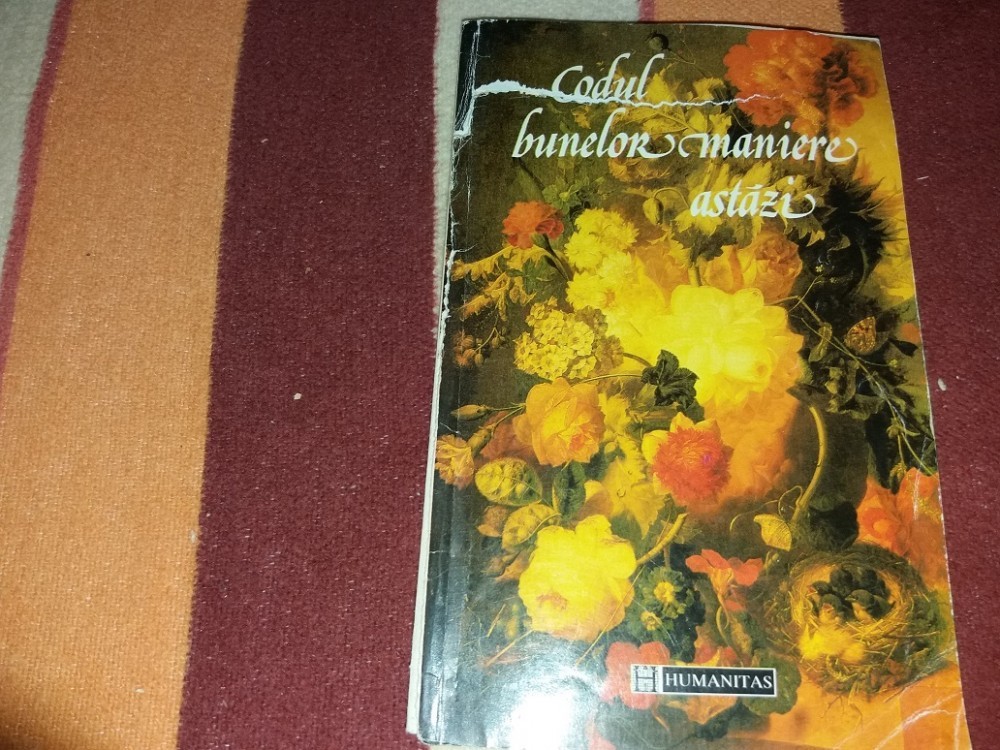 Codul
bunelor maniere
astăzi
HUMANITAS